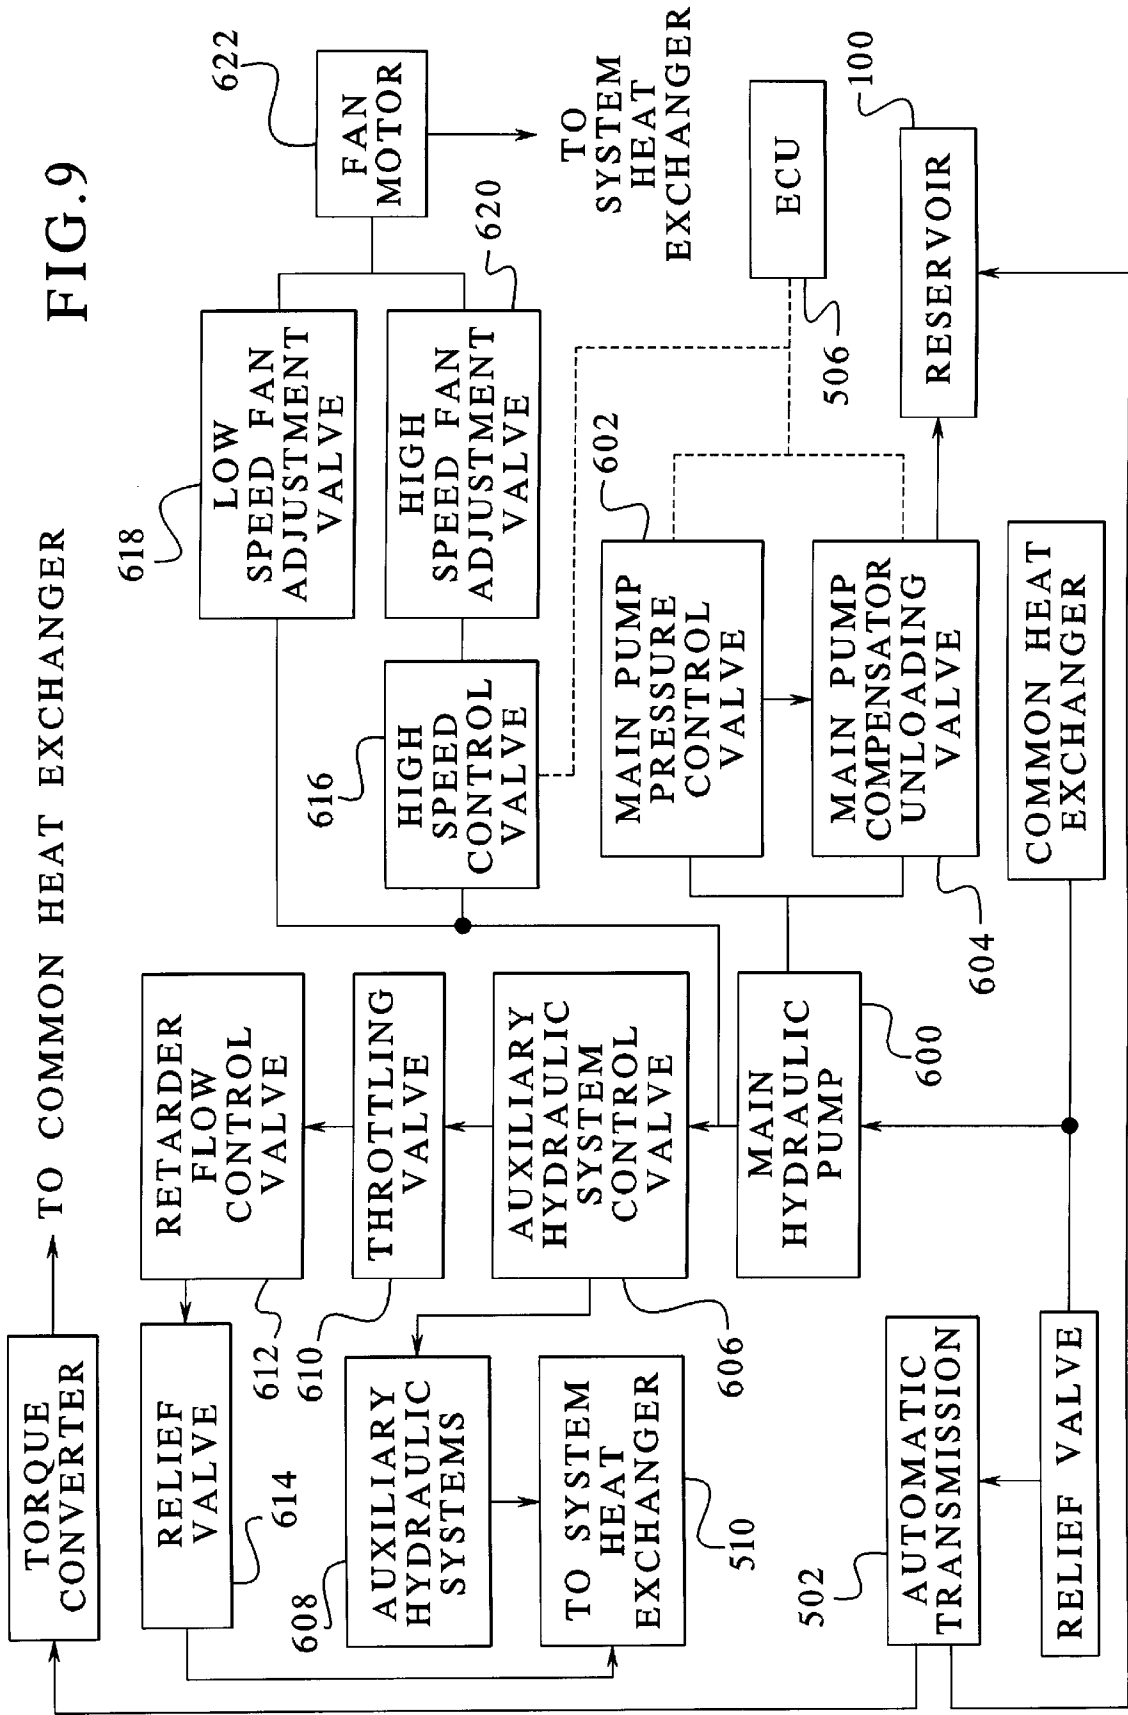 FIG.9
TORQUE
CONVERTER
TO COMMON HEAT EXCHANGER
RELIEF
VALVE
614
RETARDER
FLOW
CONTROL
VALVE
612
LOW
SPEED FAN
ADJUSTMENT
VALVE
618
FAN
MOTOR
622
AUXILIARY
HYDRAULIC
SYSTEMS
608
THROTTLING
VALVE
610
HIGH
SPEED
CONTROL
VALVE
616
HIGH
SPEED FAN
ADJUSTMENT
VALVE
620
TO SYSTEM
HEAT
EXCHANGER
510
AUXILIARY
HYDRAULIC
SYSTEM
CONTROL
VALVE
606
TO
SYSTEM
HEAT
EXCHANGER
MAIN PUMP
PRESSURE
CONTROL
VALVE
602
MAIN
HYDRAULIC
PUMP
600
ECU
506
MAIN PUMP
COMPENSATOR
UNLOADING
VALVE
604
AUTOMATIC
TRANSMISSION
502
RESERVOIR
100
RELIEF VALVE
COMMON HEAT
EXCHANGER